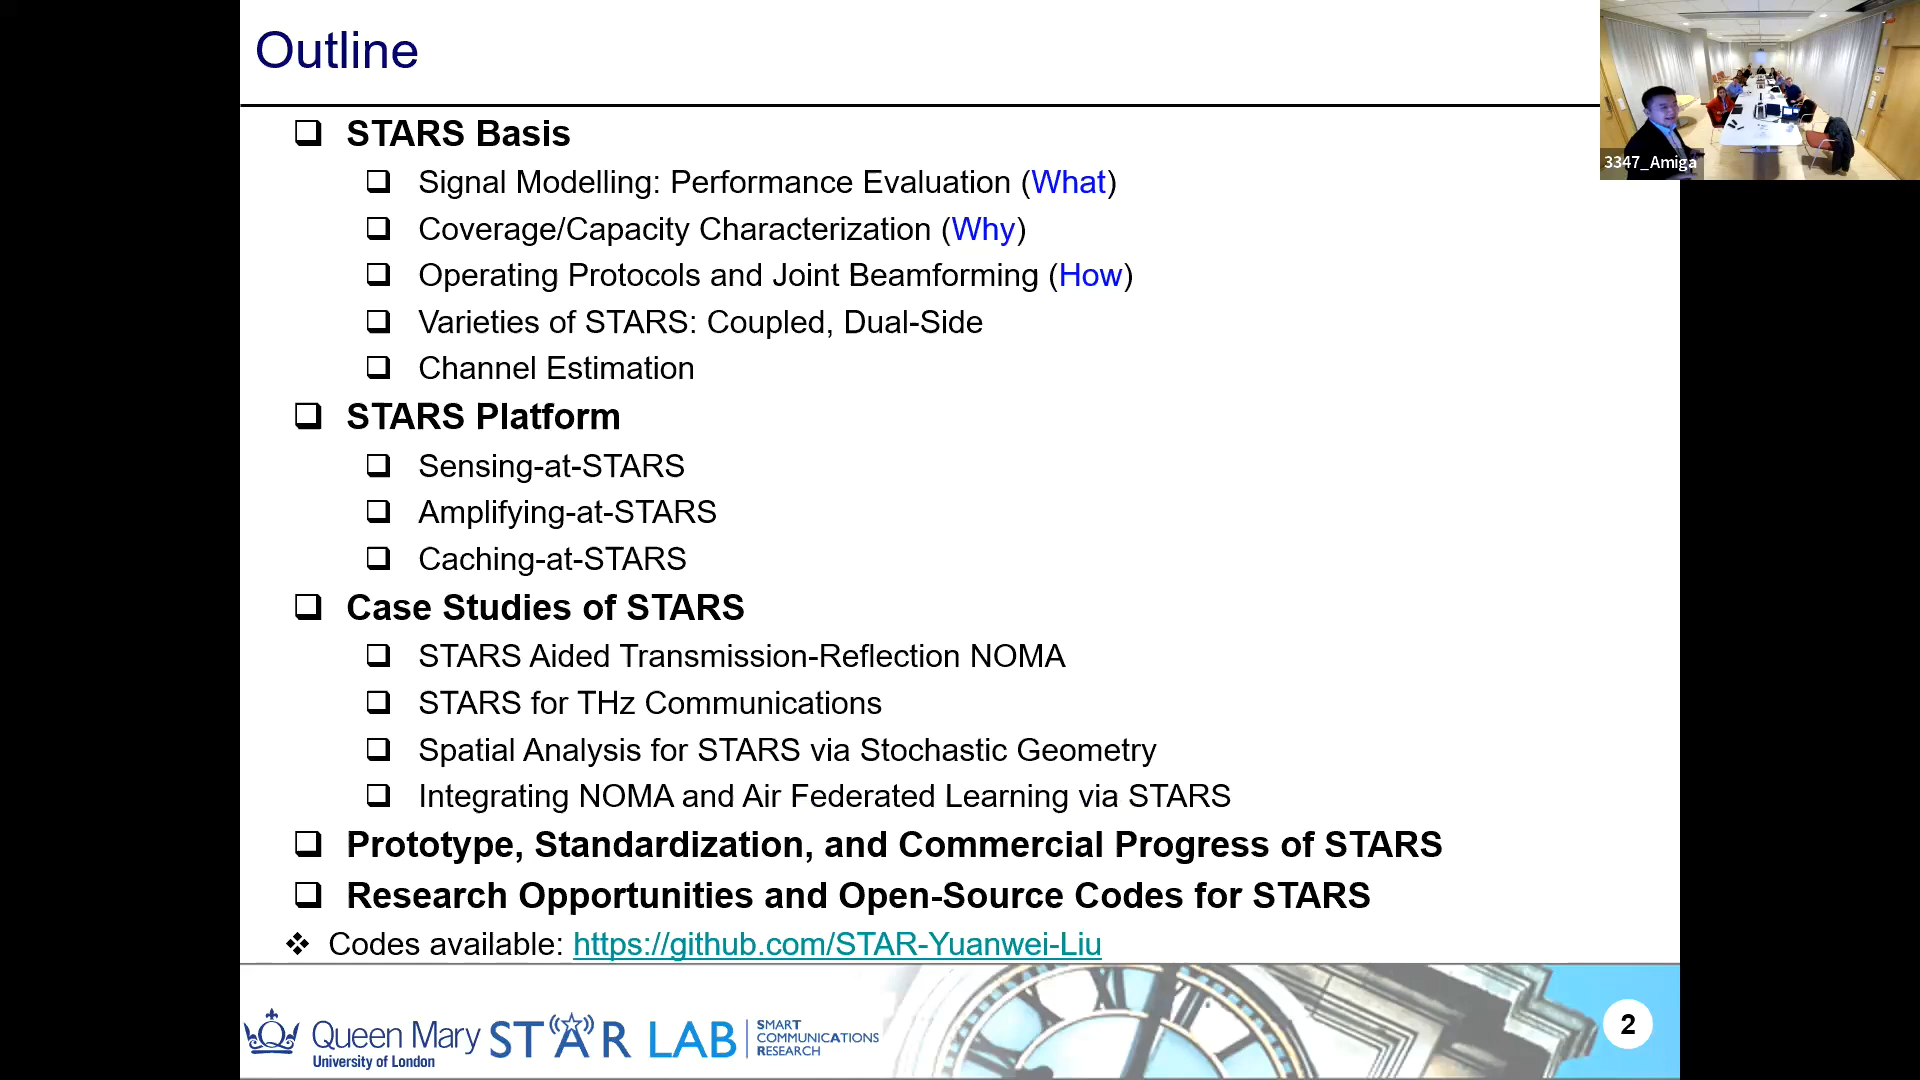 Outline
STARS Basis
Signal Modelling: Performance Evaluation (What)
Coverage/Capacity Characterization (Why)
Operating Protocols and Joint Beamforming (How)
Varieties of STARS: Coupled, Dual-Side
Channel Estimation
STARS Platform
Sensing-at-STARS
Amplifying-at-STARS
Caching-at-STARS
Case Studies of STARS
STARS Aided Transmission-Reflection NOMA
STARS for THz Communications
Spatial Analysis for STARS via Stochastic Geometry
Integrating NOMA and Air Federated Learning via STARS
Prototype, Standardization, and Commercial Progress of STARS
Research Opportunities and Open-Source Codes for STARS
Codes available: https://github.com/STAR-Yuanwei-Liu
Queen Mary
University of London
STAR LAB
SMART
COMMUNICATIONS
RESEARCH
2
3347_Amiga